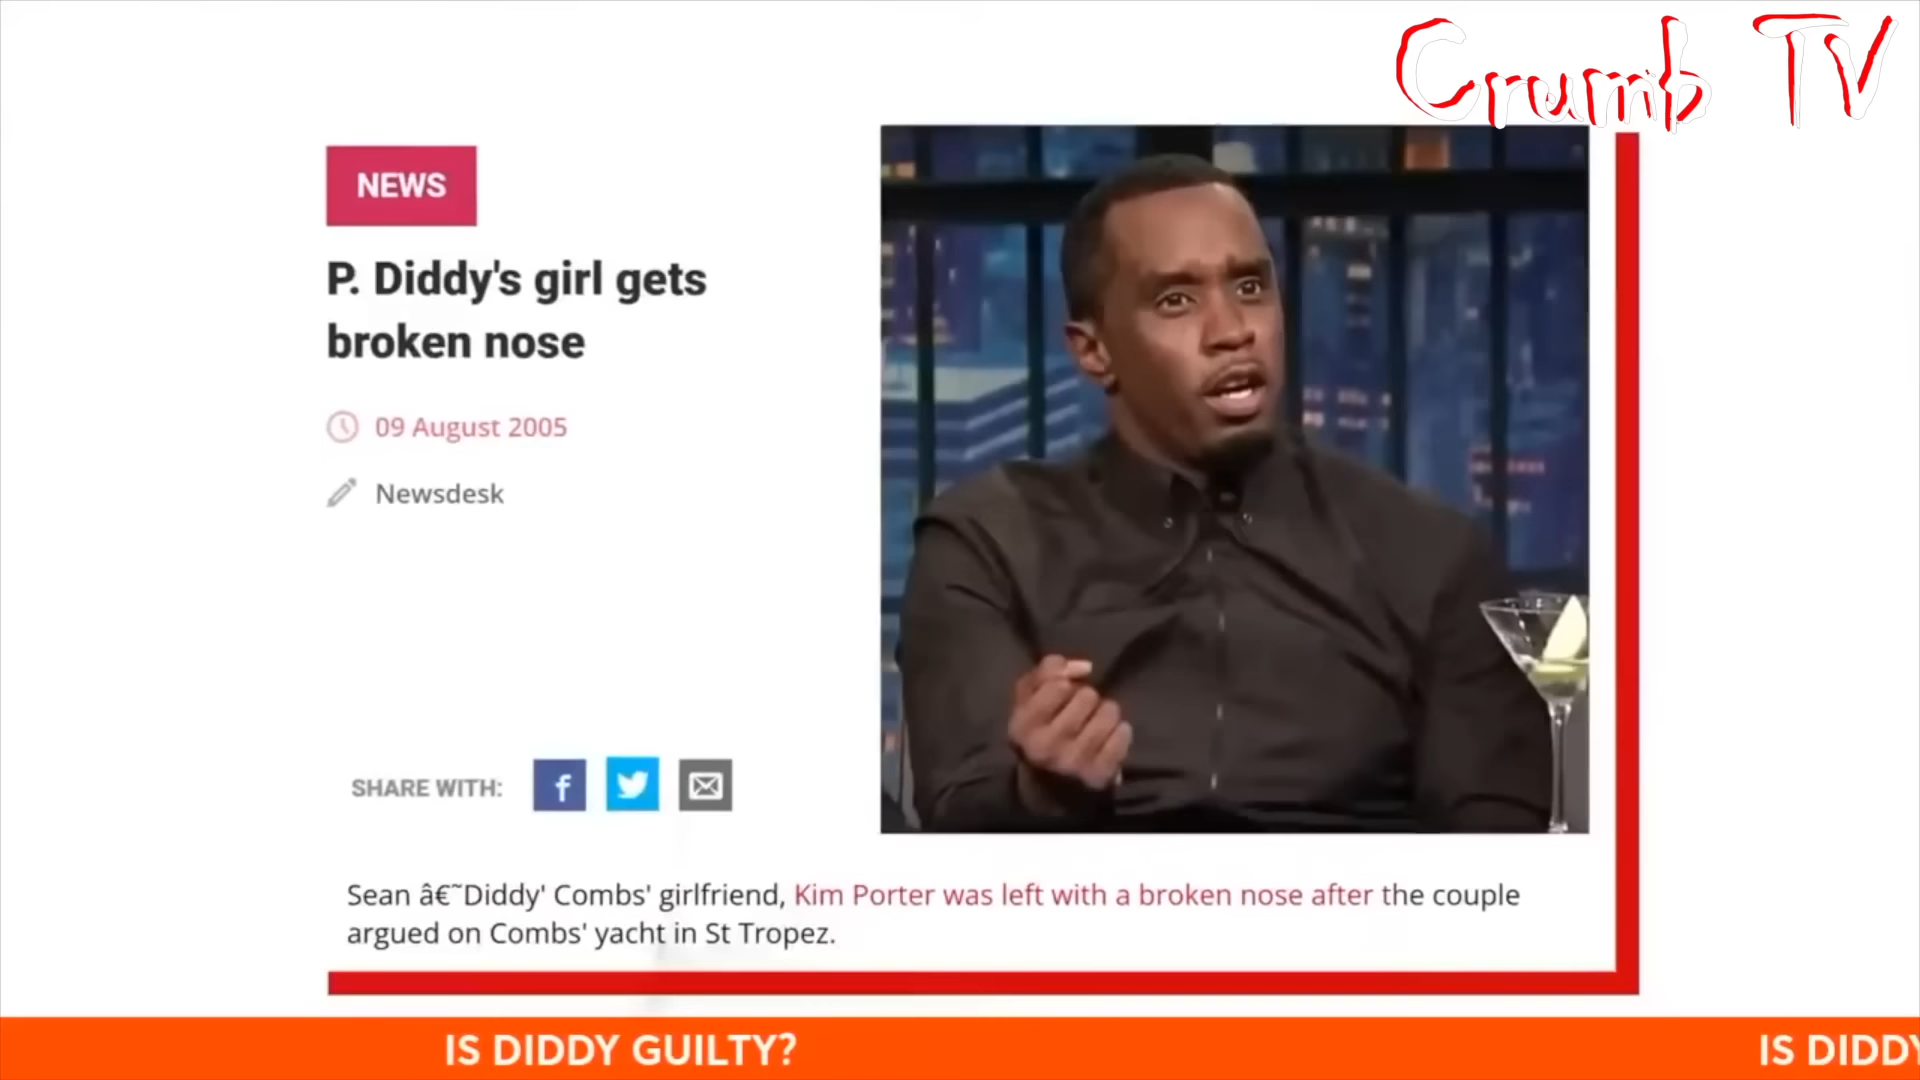 Crumb TV
NEWS
P. Diddy's girl gets
broken nose
09 August 2005
Newsdesk
SHARE WITH:
Sean â€˜Diddy' Combs' girlfriend, Kim Porter was left with a broken nose after the couple
argued on Combs' yacht in St Tropez.
IS DIDDY GUILTY? IS DIDDY